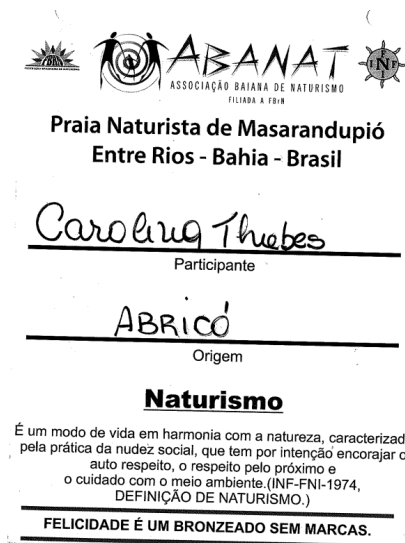 ABANAT
ASSOCIAÇÃO BAIANA DE NATURISMO
FILIADA A FBrN
INF
Praia Naturista de Masarandupió
Entre Rios - Bahia - Brasil
Carolina Thiebes
Participante
ABRICÓ
Origem
Naturismo
É um modo de vida em harmonia com a natureza, caracterizad
pela prática da nudez social, que tem por intenção encorajar o
auto respeito, o respeito pelo próximo e
o cuidado com o meio ambiente.(INF-FNI-1974,
DEFINIÇÃO DE NATURISMO.)
FELICIDADE É UM BRONZEADO SEM MARCAS.